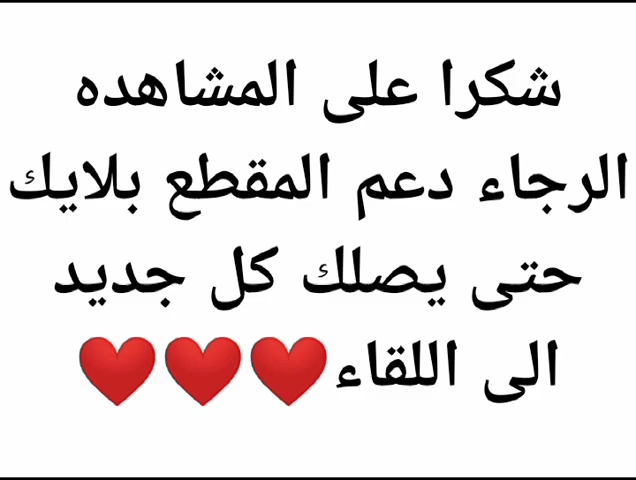 شكرا على المشاهده
الرجاء دعم المقطع بلايك
حتى يصلك كل جديد
الى اللقاء❤️❤️❤️